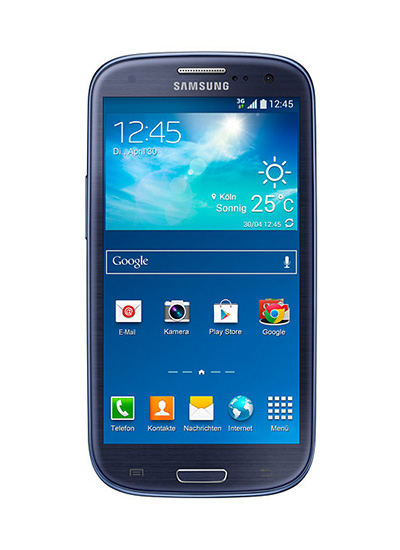 SAMSUNG
3G 12:45
12:45
Di., April 30
Köln
Sonnig 25°C
30/04 12:45
Google
E-Mail Kamera Play Store Google
Telefon Kontakte Nachrichten Internet Menü